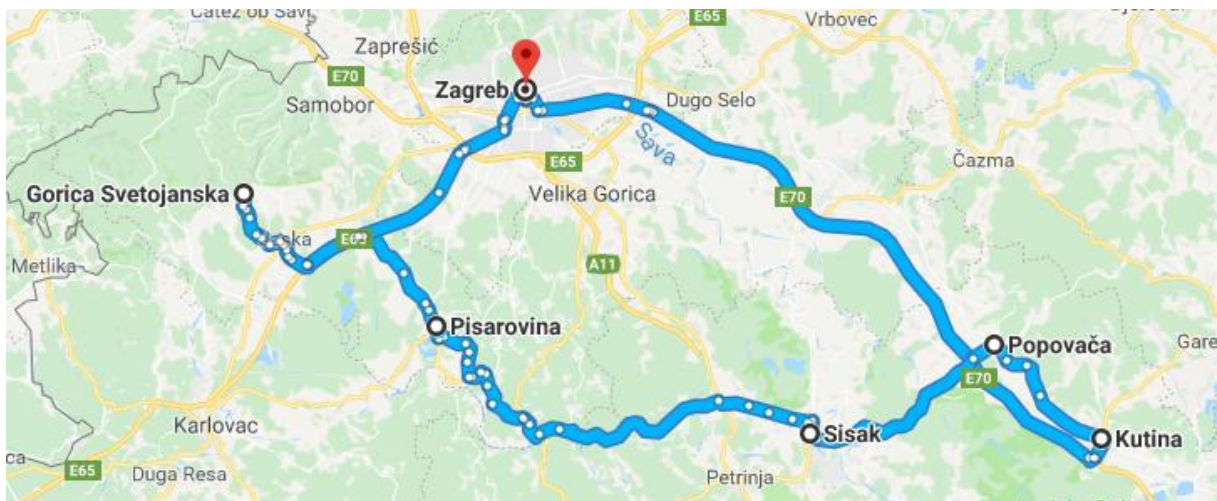 Čatež ob Savi
E65
Vrbovec
Zaprešić
E70
Zagreb
Samobor
Dugo Selo
Sava
E65
Čazma
Gorica Svetojanska
Velika Gorica
E70
Metlika
A11
Pisarovina
Popovača
Gare
E70
Karlovac
Sisak
Kutina
E65
Duga Resa
Petrinja